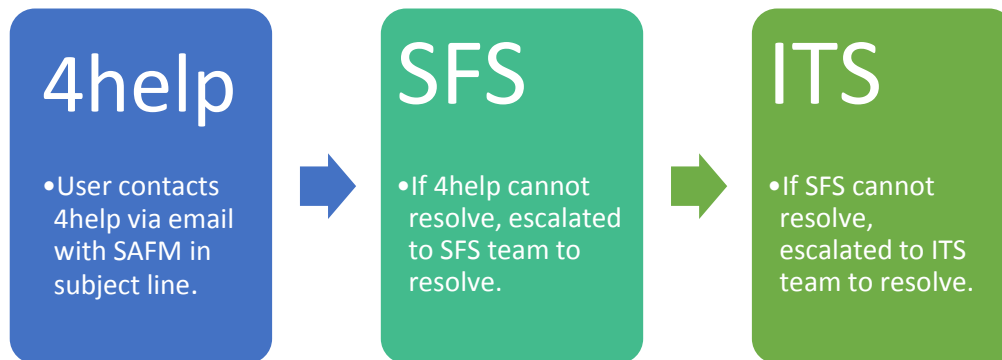 4help
•User contacts
4help via email
with SAFM in
subject line.
SFS
•If 4help cannot
resolve, escalated
to SFS team to
resolve.
ITS
•If SFS cannot
resolve,
escalated to ITS
team to resolve.